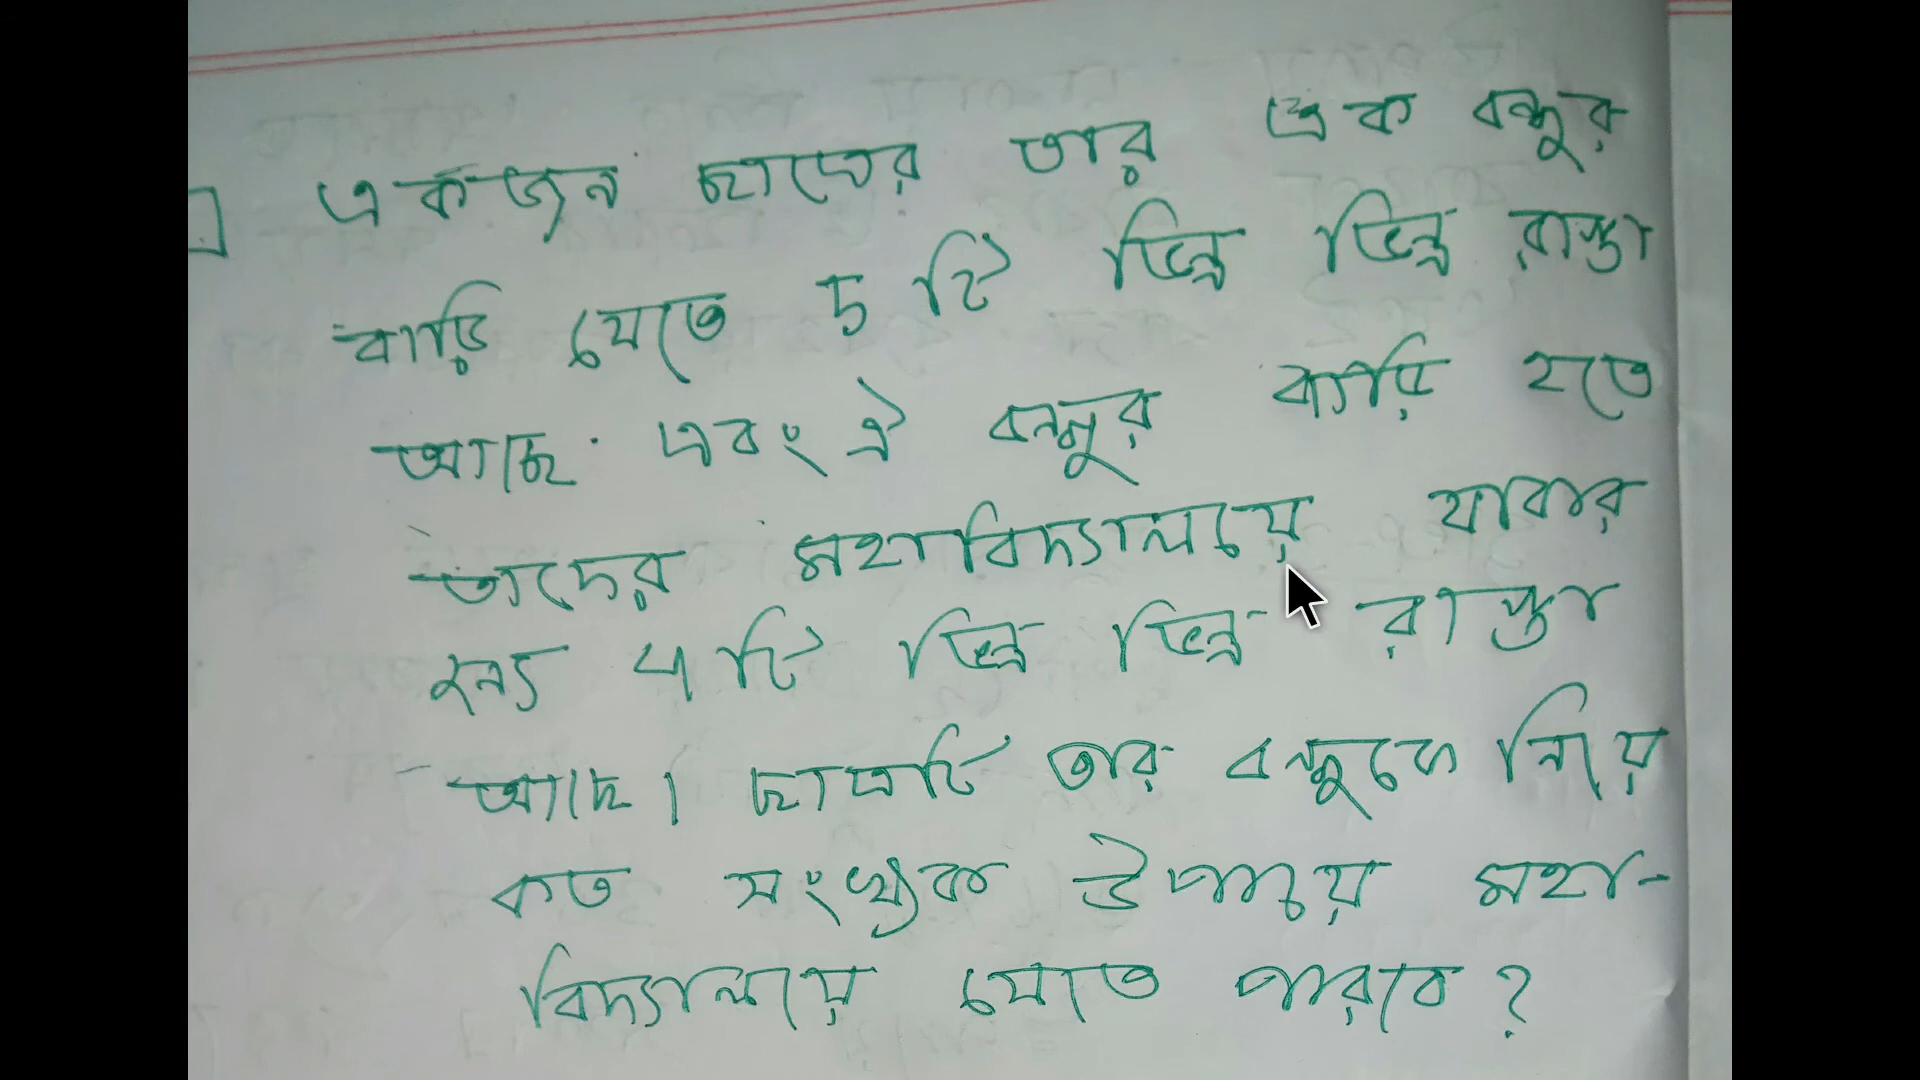 একজন ছাত্রের তার এক বন্ধুর
বাড়ি যেতে 5 টি ভিন্ন ভিন্ন রাস্তা
আছে এবং ঐ বন্ধুর বাড়ি হতে
তাদের মহাবিদ্যালয়ে যাবার
জন্য 4 টি ভিন্ন ভিন্ন রাস্তা
আছে। ছাত্রটি তার বন্ধুকে নিয়ে
কত সংখ্যক উপায়ে মহা-
বিদ্যালয়ে যেতে পারবে?